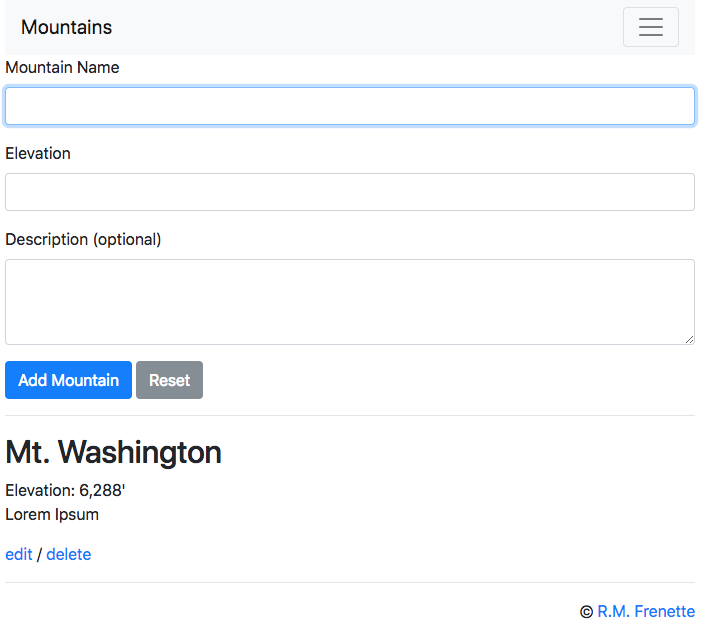 Mountains
Mountain Name
Elevation
Description (optional)
Add Mountain Reset
Mt. Washington
Elevation: 6,288'
Lorem Ipsum
edit / delete
© R.M. Frenette